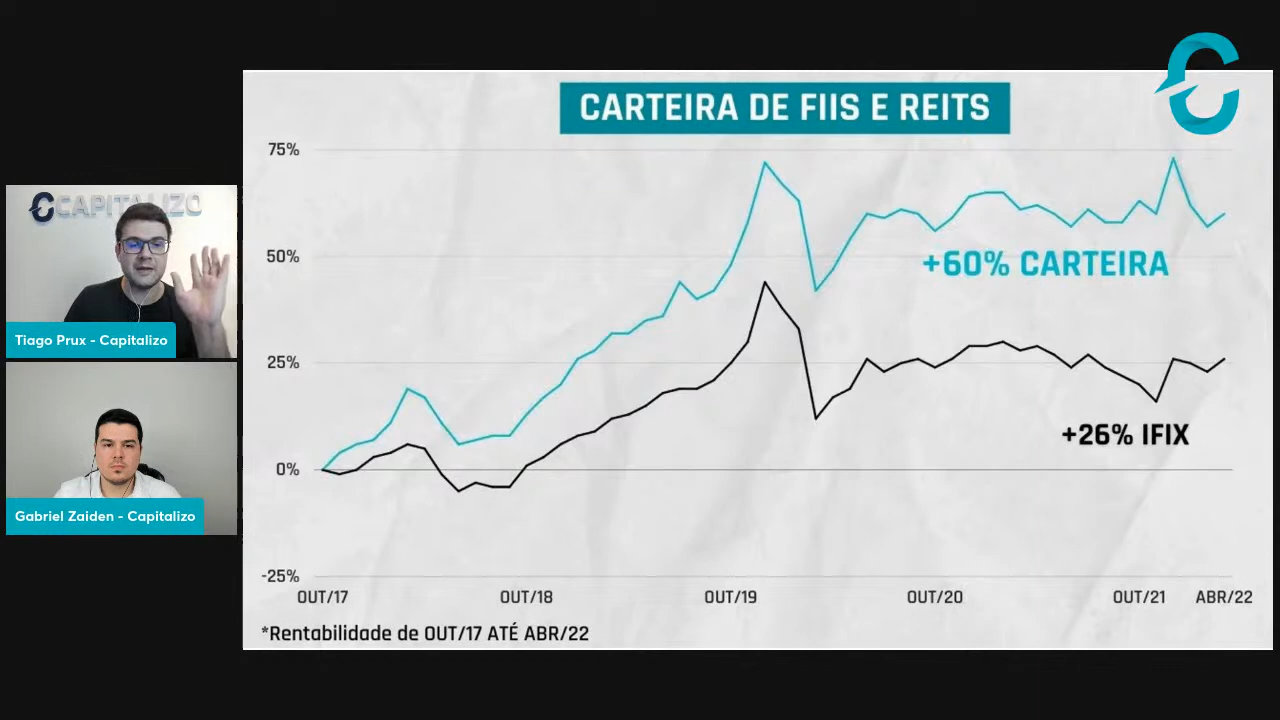 CARTEIRA DE FIIS E REITS
75%
50%
25%
0%
-25%
+60% CARTEIRA
+26% IFIX
OUT/17 OUT/18 OUT/19 OUT/20 OUT/21 ABR/22
*Rentabilidade de OUT/17 ATÉ ABR/22
CAPITALIZO
Tiago Prux - Capitalizo
Gabriel Zaiden - Capitalizo